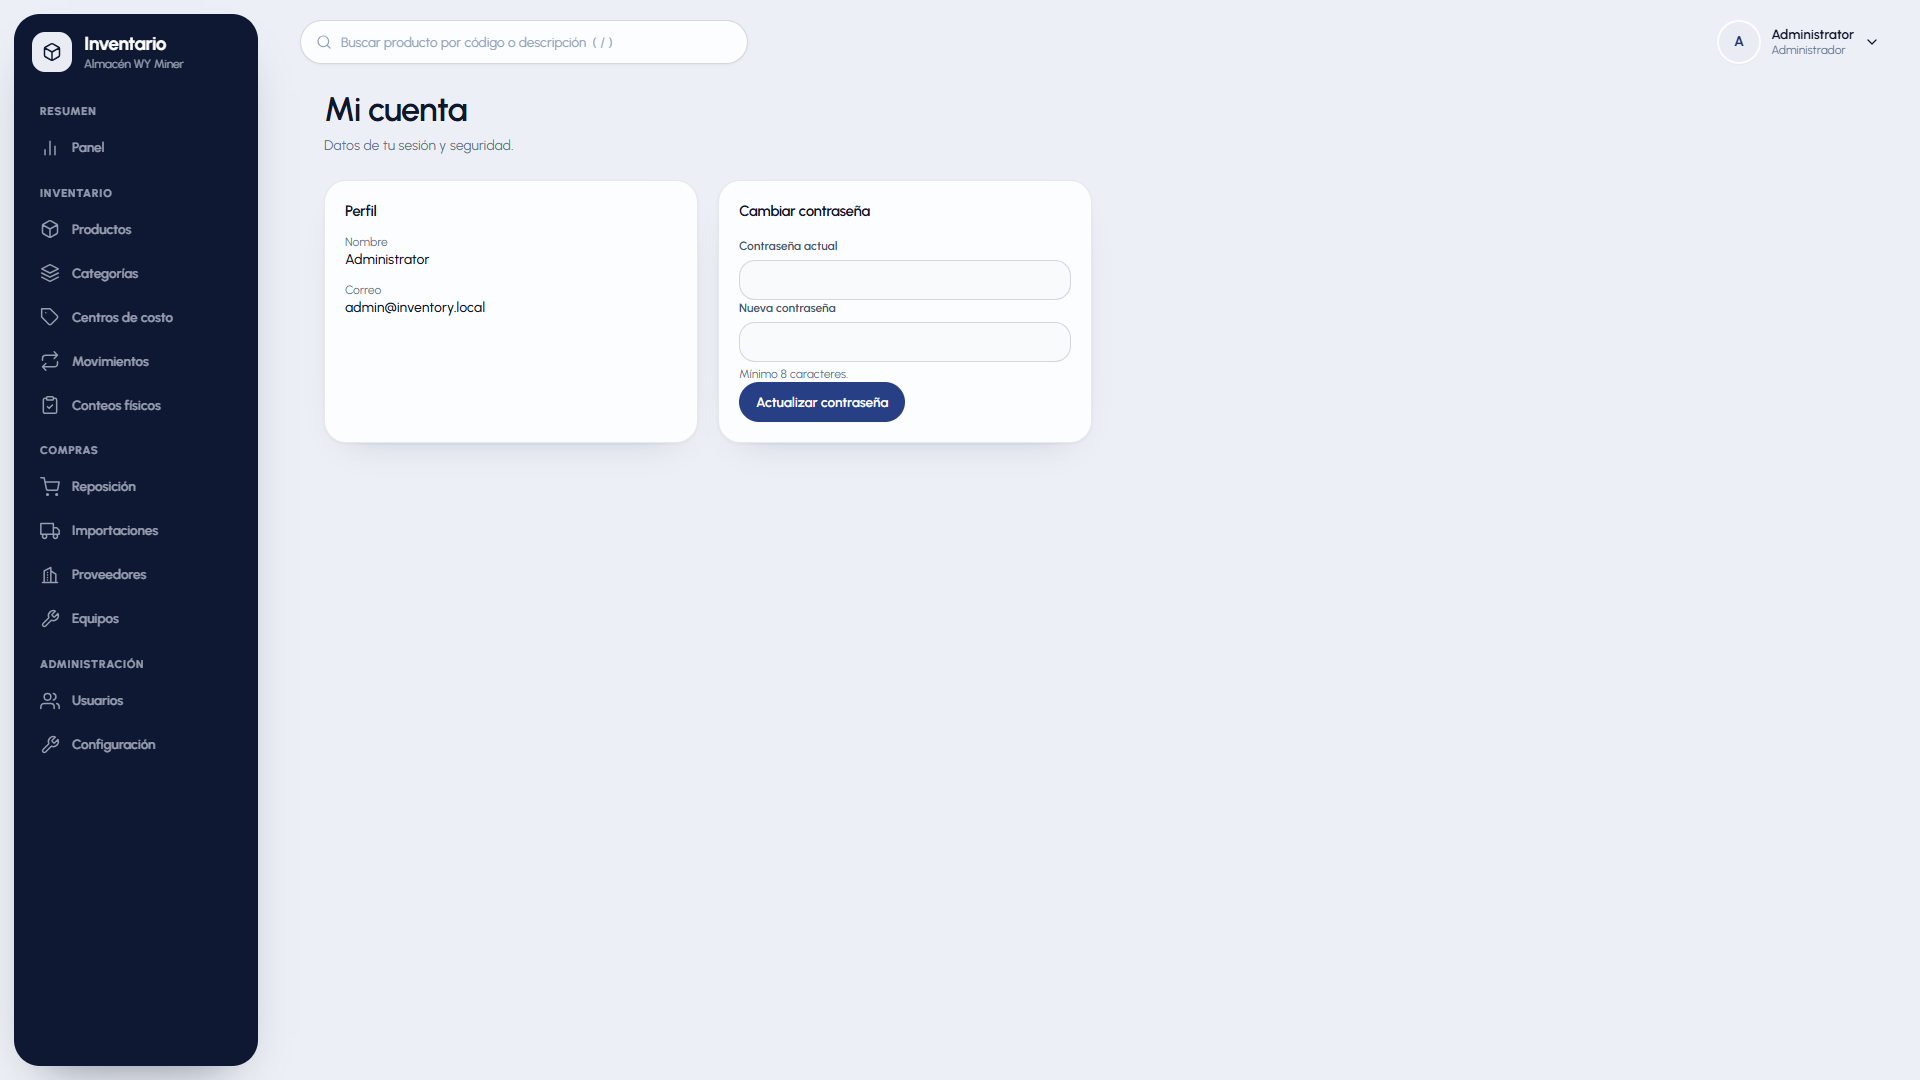 Inventario
Almacén WY Miner
RESUMEN
Panel
INVENTARIO
Productos
Categorías
Centros de costo
Movimientos
Conteos físicos
COMPRAS
Reposición
Importaciones
Proveedores
Equipos
ADMINISTRACIÓN
Usuarios
Configuración
Buscar producto por código o descripción ( / )
A
Administrator
Administrador
Mi cuenta
Datos de tu sesión y seguridad.
Perfil
Nombre
Administrator
Correo
admin@inventory.local
Cambiar contraseña
Contraseña actual
Nueva contraseña
Mínimo 8 caracteres.
Actualizar contraseña